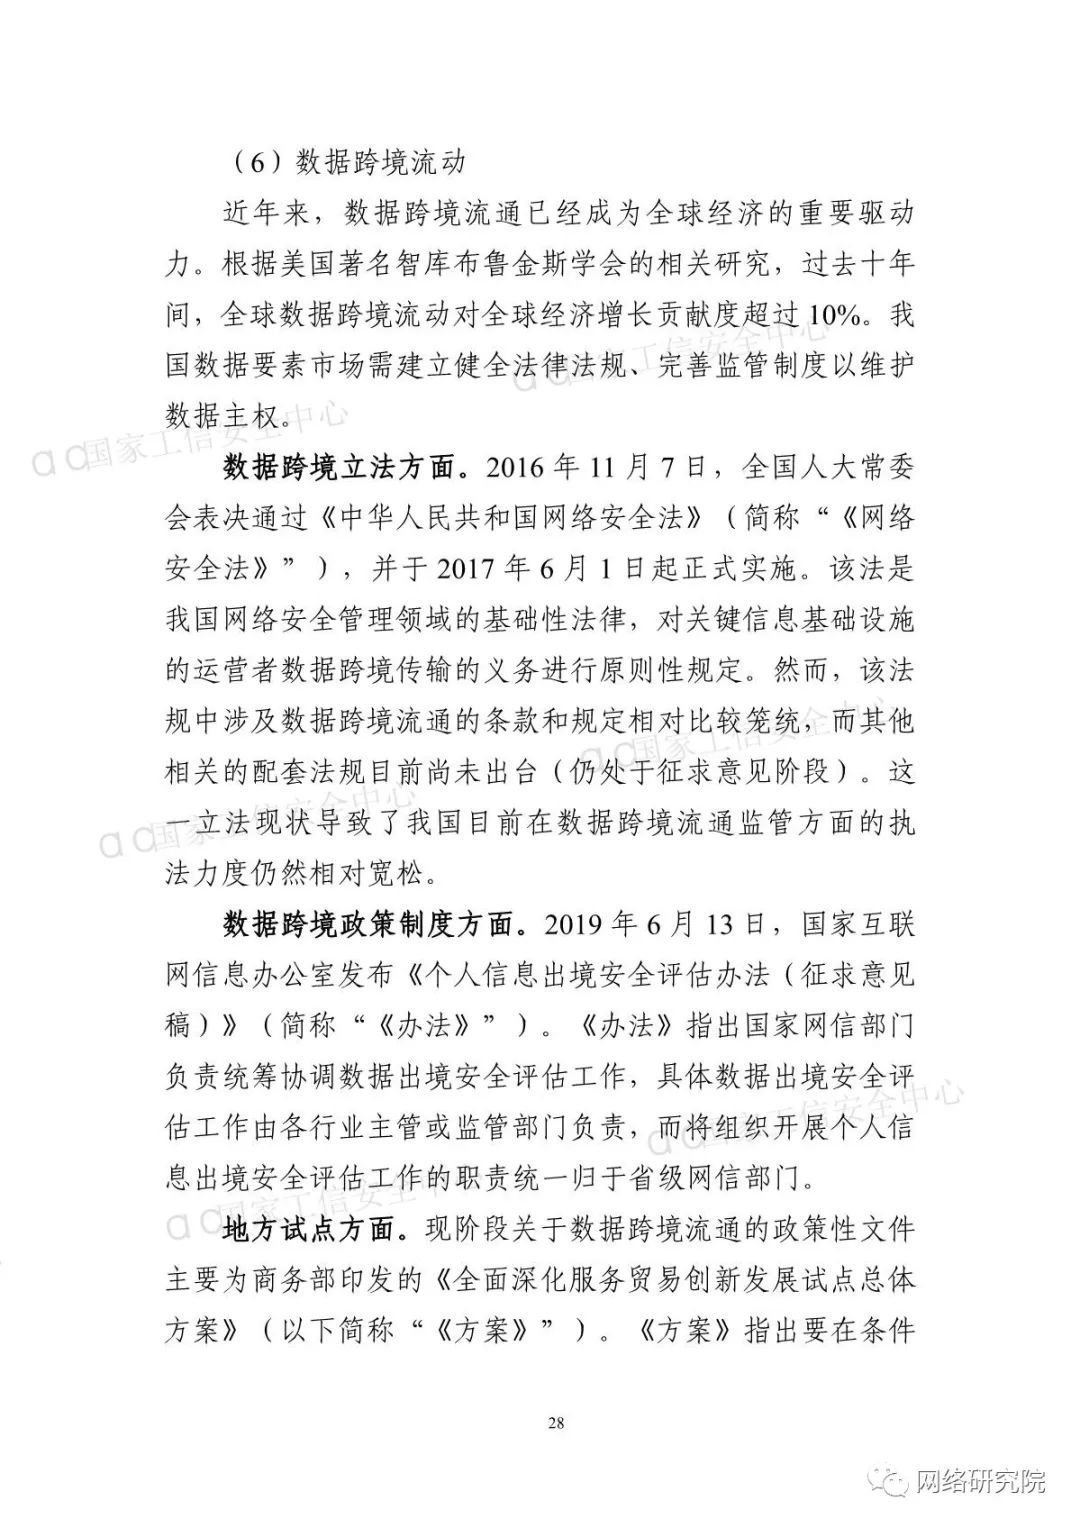 （6）数据跨境流动
近年来，数据跨境流通已经成为全球经济的重要驱动
力。根据美国著名智库布鲁金斯学会的相关研究，过去十年
间，全球数据跨境流动对全球经济增长贡献度超过 10%。我
国数据要素市场需建立健全法律法规、完善监管制度以维护
数据主权。
数据跨境立法方面。2016 年 11 月 7 日，全国人大常委
会表决通过《中华人民共和国网络安全法》（简称“《网络
安全法》”），并于 2017 年 6 月 1 日起正式实施。该法是
我国网络安全管理领域的基础性法律，对关键信息基础设施
的运营者数据跨境传输的义务进行原则性规定。然而，该法
规中涉及数据跨境流通的条款和规定相对比较笼统，而其他
相关的配套法规目前尚未出台（仍处于征求意见阶段）。这
一立法现状导致了我国目前在数据跨境流通监管方面的执
法力度仍然相对宽松。
数据跨境政策制度方面。2019 年 6 月 13 日，国家互联
网信息办公室发布《个人信息出境安全评估办法（征求意见
稿）》（简称“《办法》”）。《办法》指出国家网信部门
负责统筹协调数据出境安全评估工作，具体数据出境安全评
估工作由各行业主管或监管部门负责，而将组织开展个人信
息出境安全评估工作的职责统一归于省级网信部门。
地方试点方面。现阶段关于数据跨境流通的政策性文件
主要为商务部印发的《全面深化服务贸易创新发展试点总体
方案》（以下简称“《方案》”）。《方案》指出要在条件
28
网络研究院
国家工信安全中心
国家工信安全中心
国家工信安全中心
国家工信安全中心
国家工信安全中心
国家工信安全中心